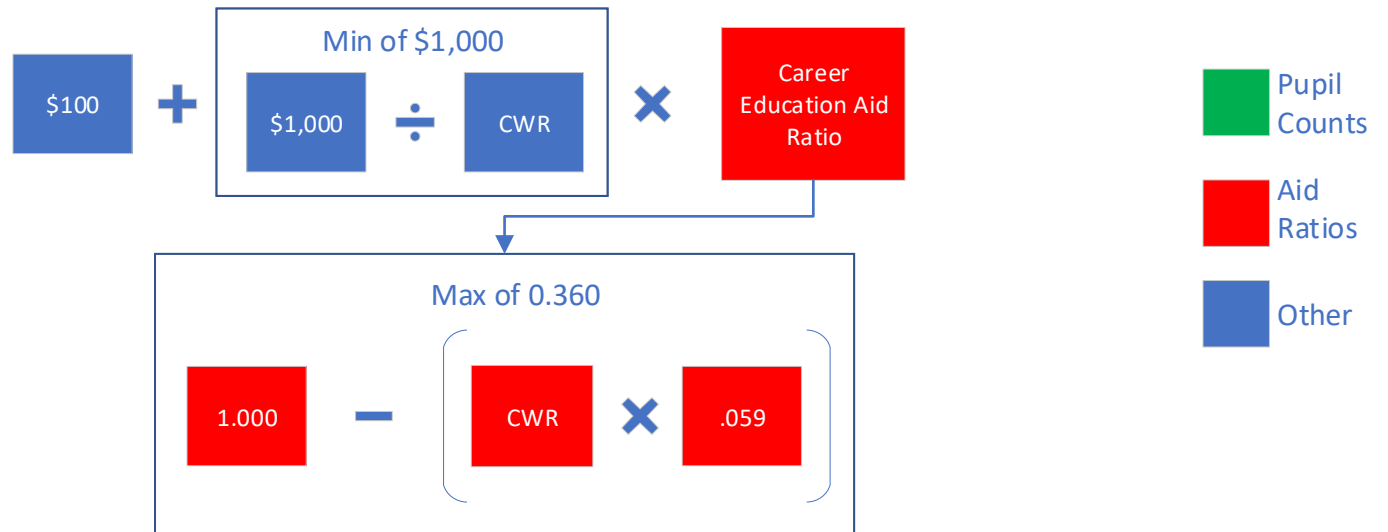 Min of $1,000
$100
$1,000
CWR
Career
Education Aid
Ratio
Max of 0.360
1.000
CWR
.059
Pupil
Counts
Aid
Ratios
Other